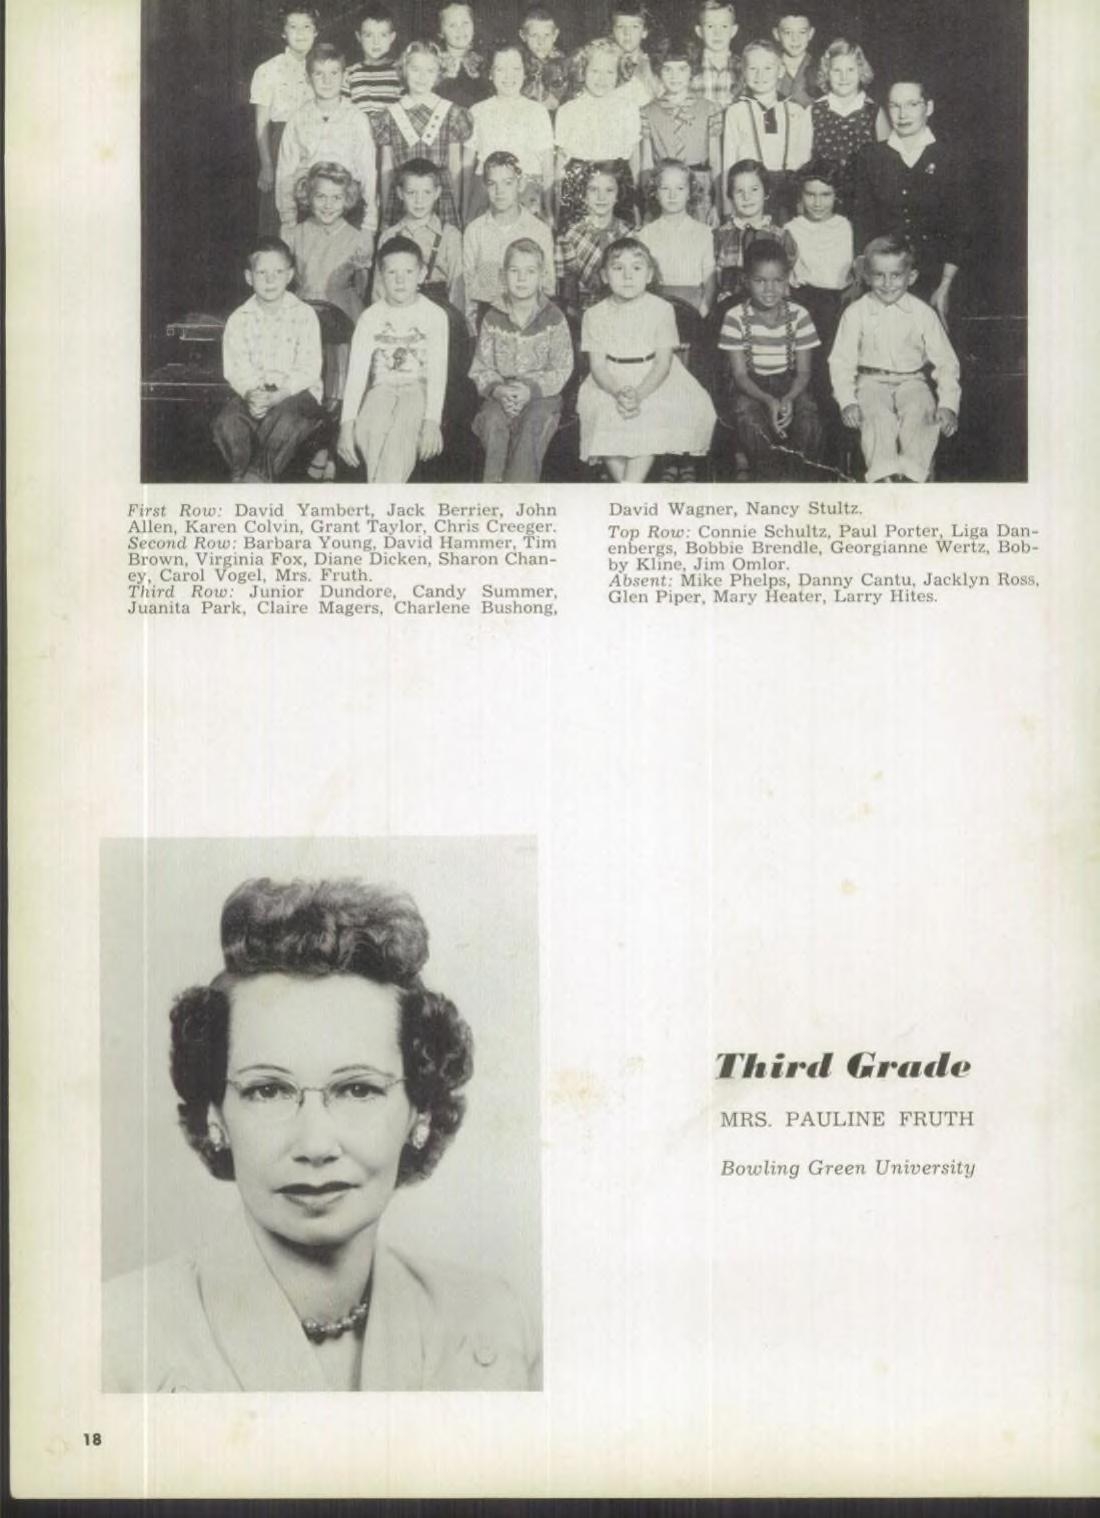 First Row: David Yambert, Jack Berrier, John
Allen, Karen Colvin, Grant Taylor, Chris Creeger.
Second Row: Barbara Young, David Hammer, Tim
Brown, Virginia Fox, Diane Dicken, Sharon Chan-
ey, Carol Vogel, Mrs. Fruth.
Third Row: Junior Dundore, Candy Summer,
Juanita Park, Claire Magers, Charlene Bushong,
David Wagner, Nancy Stultz.
Top Row: Connie Schultz, Paul Porter, Liga Dan-
enbergs, Bobbie Brendle, Georgianne Wertz, Bob-
by Kline, Jim Omlor.
Absent: Mike Phelps, Danny Cantu, Jacklyn Ross,
Glen Piper, Mary Heater, Larry Hites.
Third Grade
MRS. PAULINE FRUTH
Bowling Green University
18